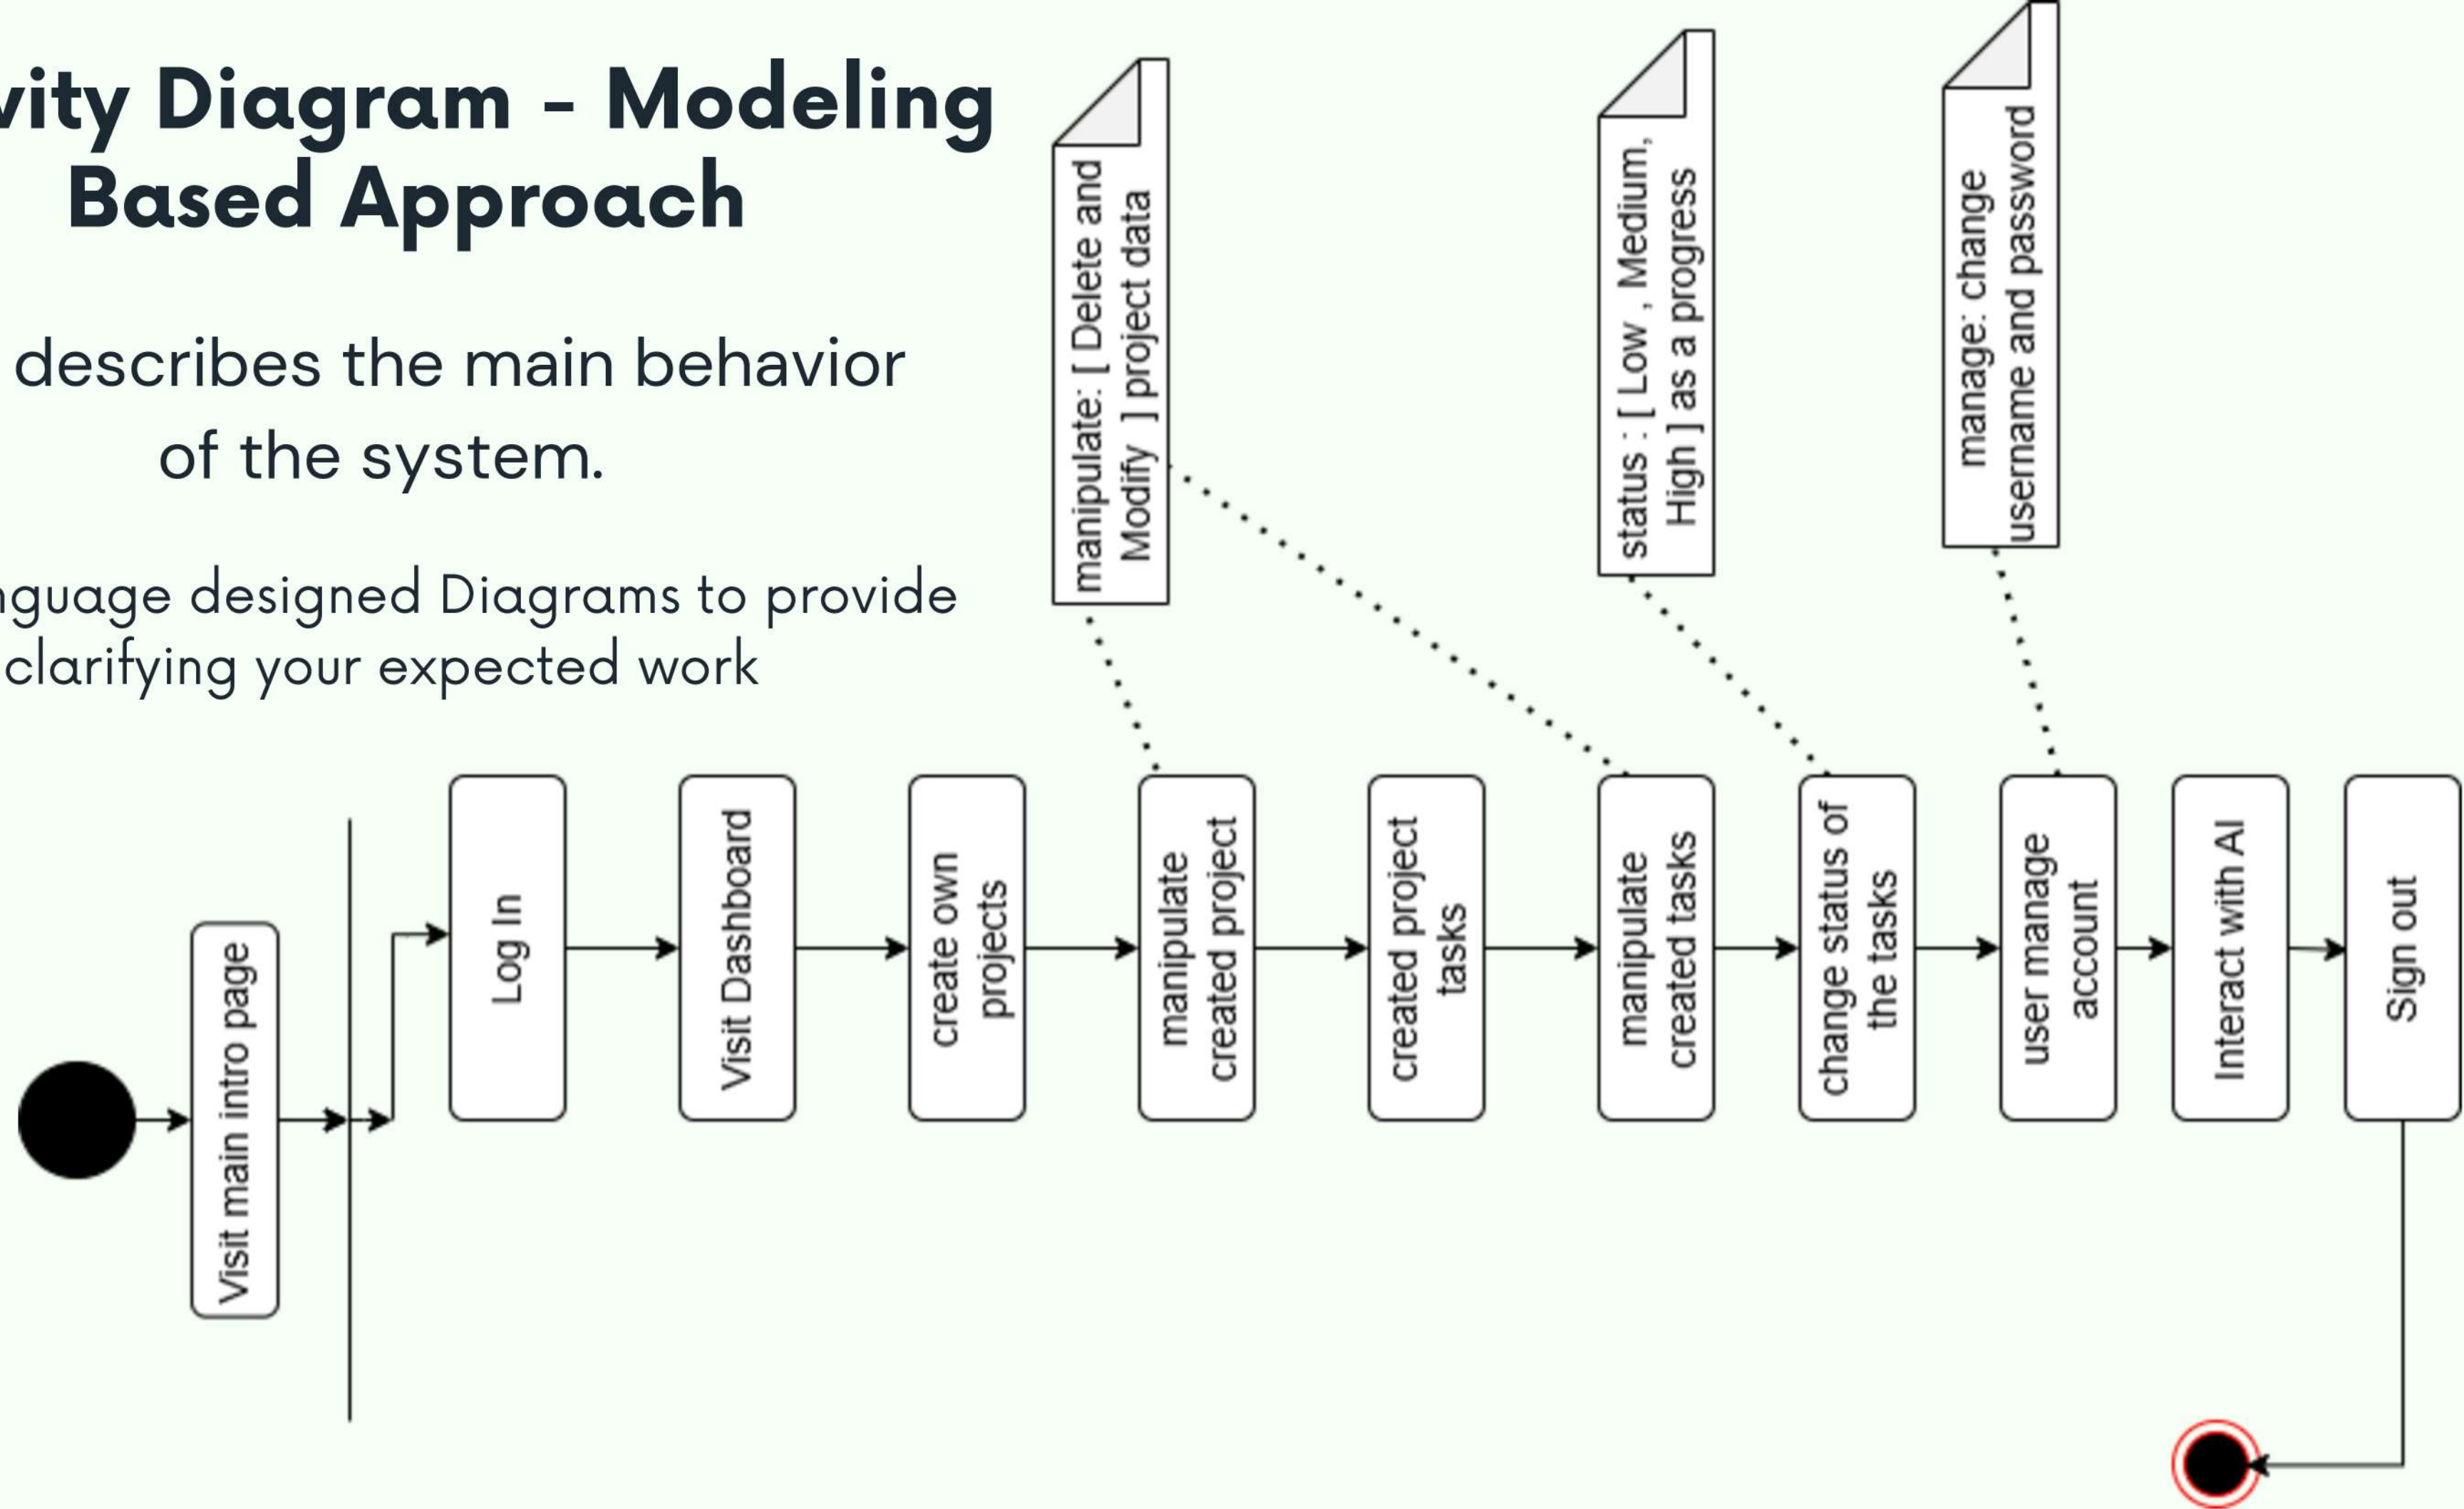 vity Diagram - Modeling
Based Approach
describes the main behavior
of the system.
nguage designed Diagrams to provide
clarifying your expected work
manipulate: [ Delete and
Modify ] project data
status : [ Low , Medium,
High ] as a progress
manage: change
username and password
Visit main intro page
Log In
Visit Dashboard
create own
projects
manipulate
created project
created project
tasks
manipulate
created tasks
change status of
the tasks
user manage
account
Interact with AI
Sign out